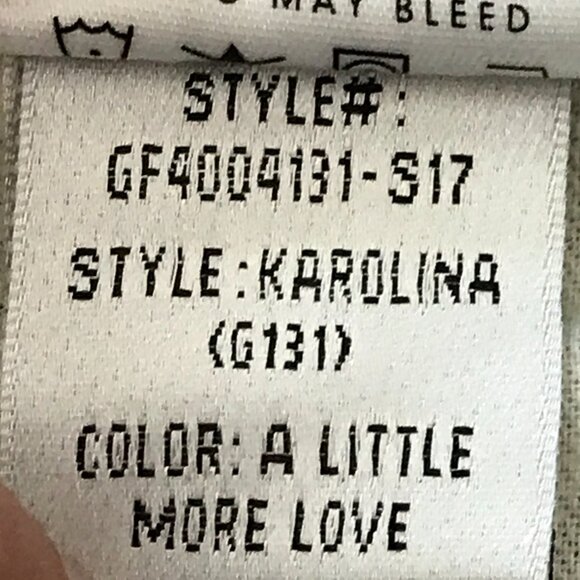 MAY BLEED
STYLE#:
GF4004131-S17
STYLE:KAROLINA
(G131)
COLOR: A LITTLE
MORE LOVE